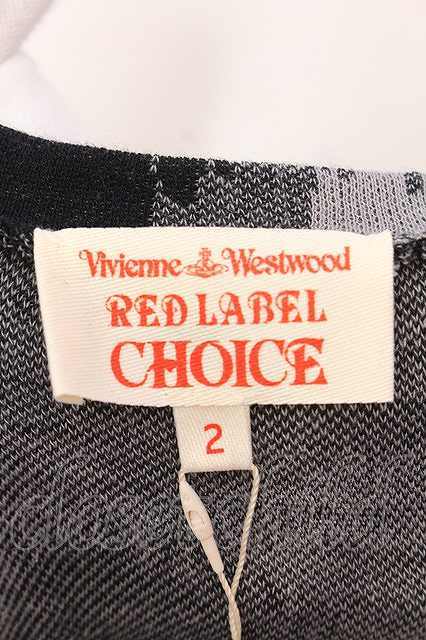 Vivienne Westwood
RED LABEL
CHOICE
2